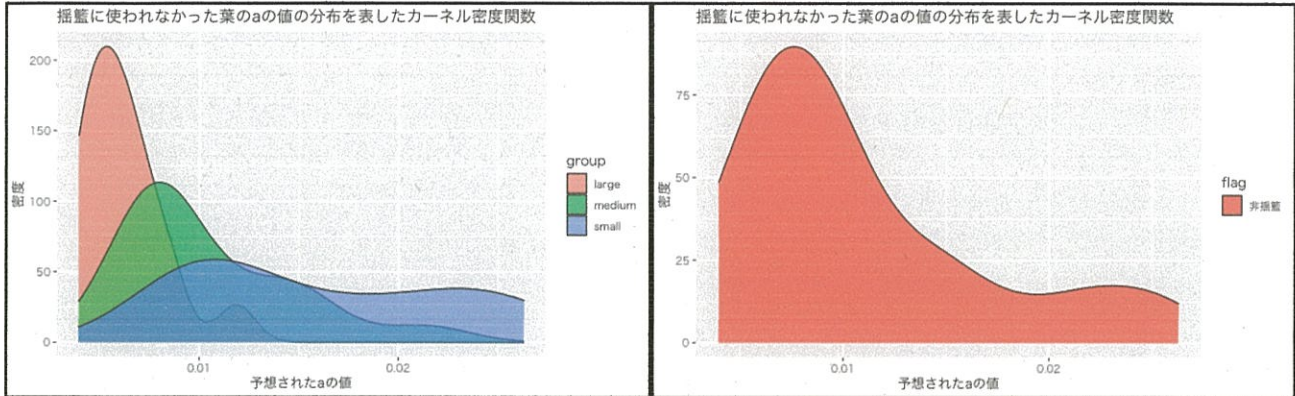 揺籃に使われなかった葉のaの値の分布を表したカーネル密度関数
200
150
100
50
0
密度
0.01
0.02
予想されたaの値
group
large
medium
small
揺籃に使われなかった葉のaの値の分布を表したカーネル密度関数
75
50
25
0
密度
0.01
0.02
予想されたaの値
flag
非揺籃